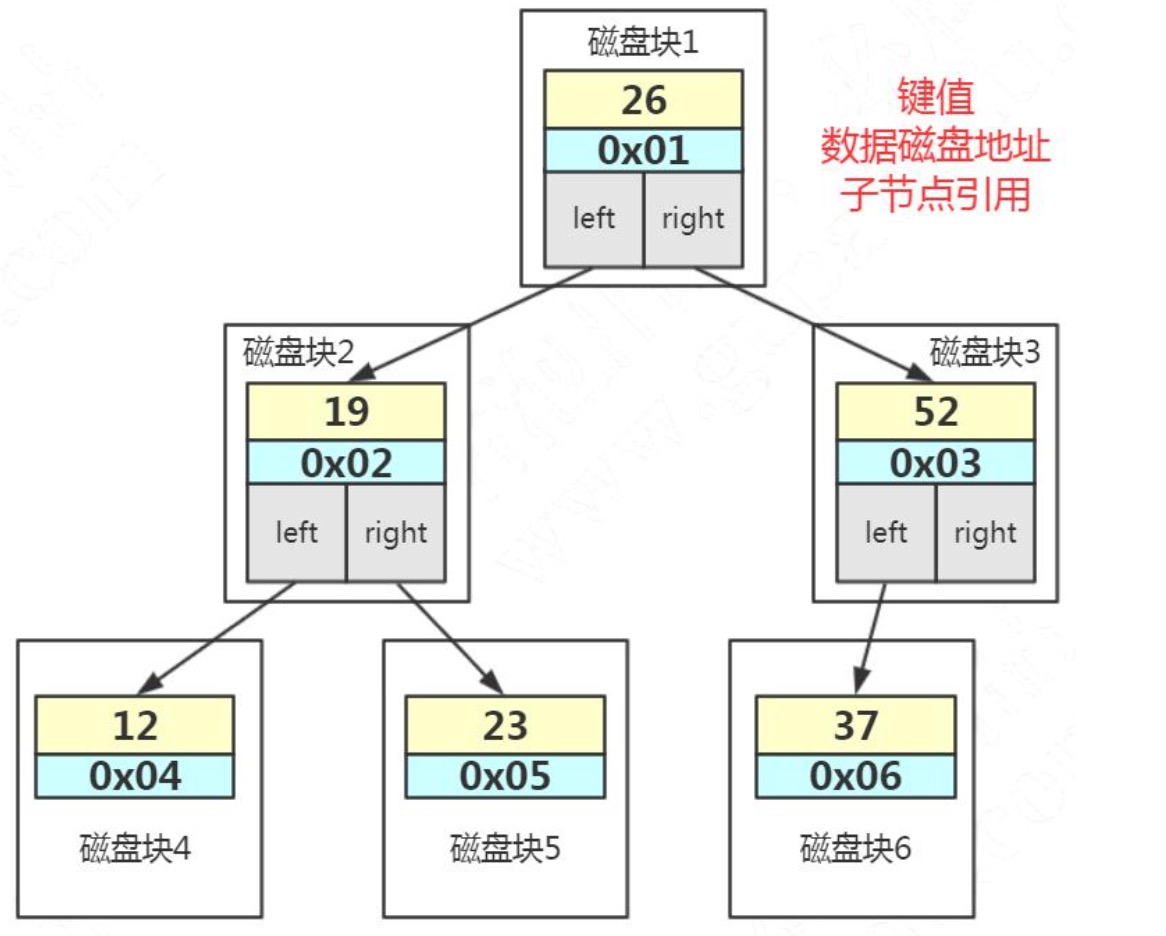 磁盘块1
26
0x01
left right
键值
数据磁盘地址
子节点引用
磁盘块2
19
0x02
left right
磁盘块3
52
0x03
left right
12
0x04
磁盘块4
23
0x05
磁盘块5
37
0x06
磁盘块6